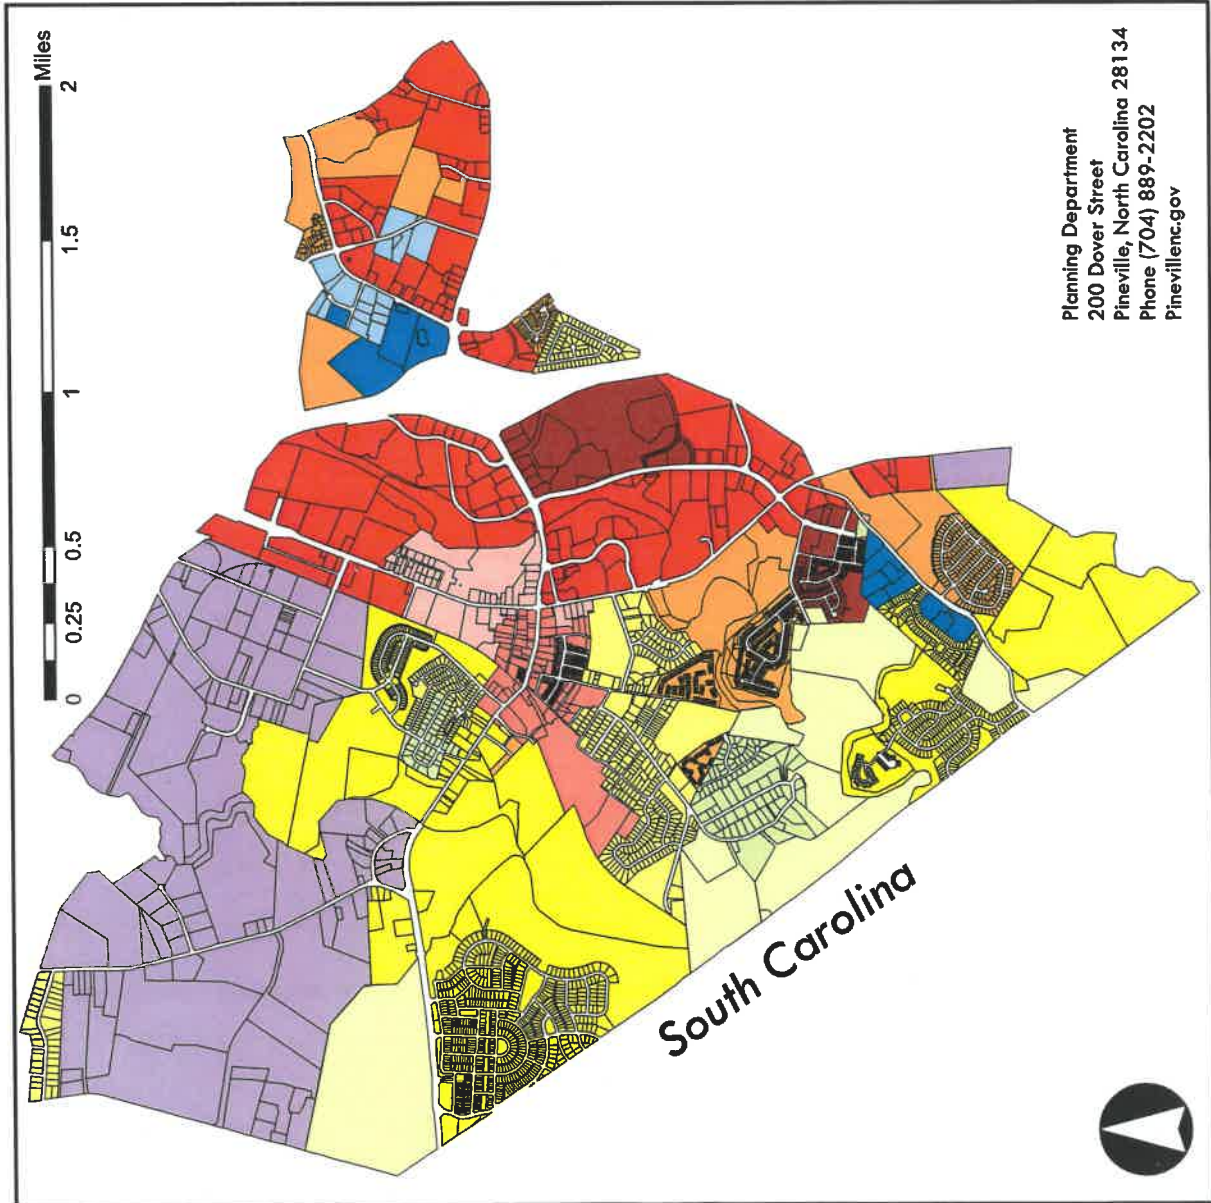 0 0.25 0.5 1 1.5 2
Miles
South Carolina
Planning Department
200 Dover Street
Pineville, North Carolina 28134
Phone (704) 889-2202
Pinevillenc.gov